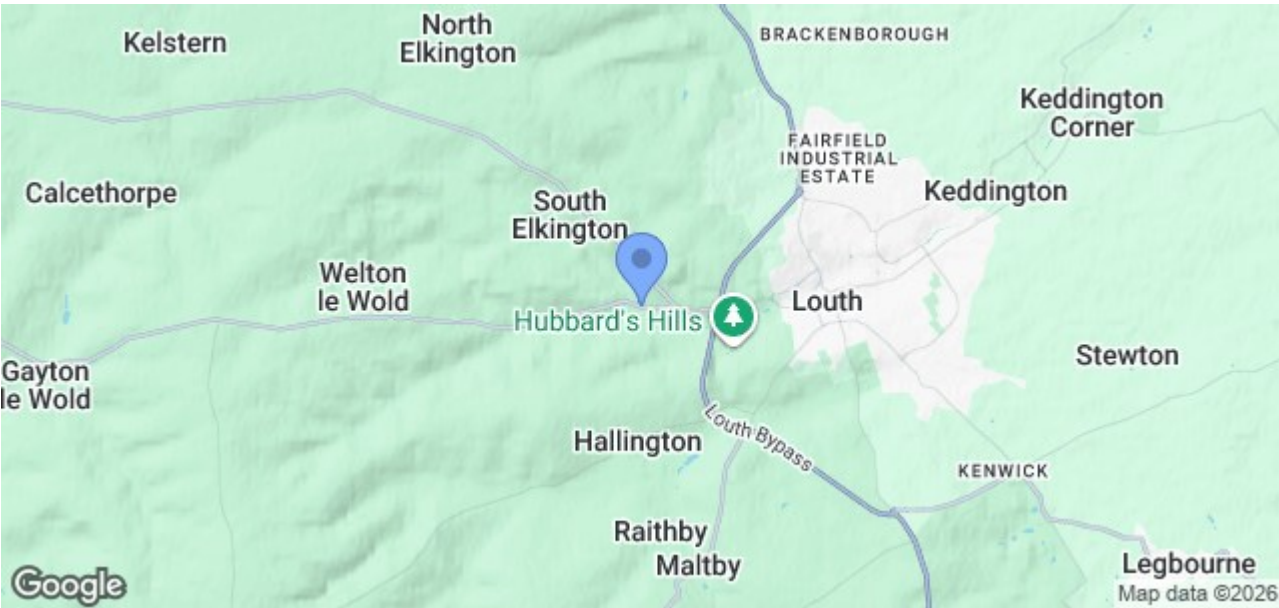 North
Elkington
Kelstern
BRACKENBOROUGH
Keddington
Corner
FAIRFIELD
INDUSTRIAL
ESTATE
Calcethorpe
Keddington
South
Elkington
Welton
le Wold
Hubbard's Hills
Louth
Gayton
le Wold
Stewton
Hallington
Louth Bypass
KENWICK
Raithby
Maltby
Legbourne
Google
Map data ©2026